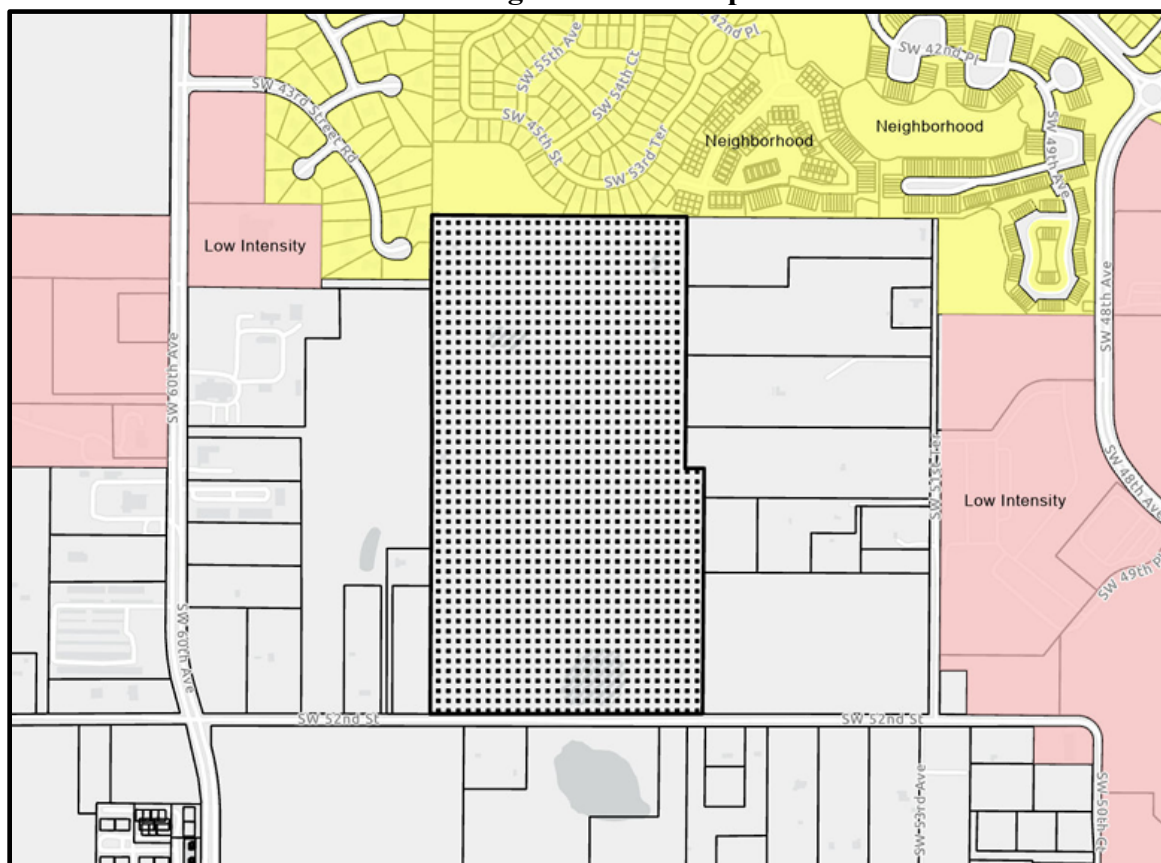 42nd Pl
SW 55th Ave
SW 54th Ct
SW 42nd Pl
SW 43rd Street Rd
SW 45th St
SW 53rd Ter
Neighborhood
Neighborhood
SW 49th Ave
Low Intensity
SW 48th Ave
SW 60th Ave
SW 51st Ter
Low Intensity
SW 48th Ave
SW 49th Pl
SW 60th Ave
SW 52nd St
SW 52nd St
SW 53rd Ave
SW 50th Ct